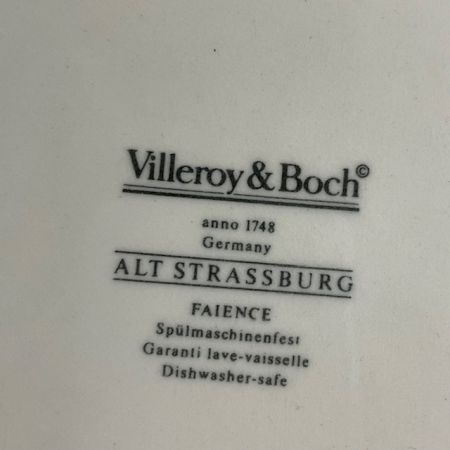 Villeroy & Boch©
anno 1748
Germany
ALT STRASSBURG
FAIENCE
Spülmaschinenfest
Garanti lave-vaisselle
Dishwasher-safe